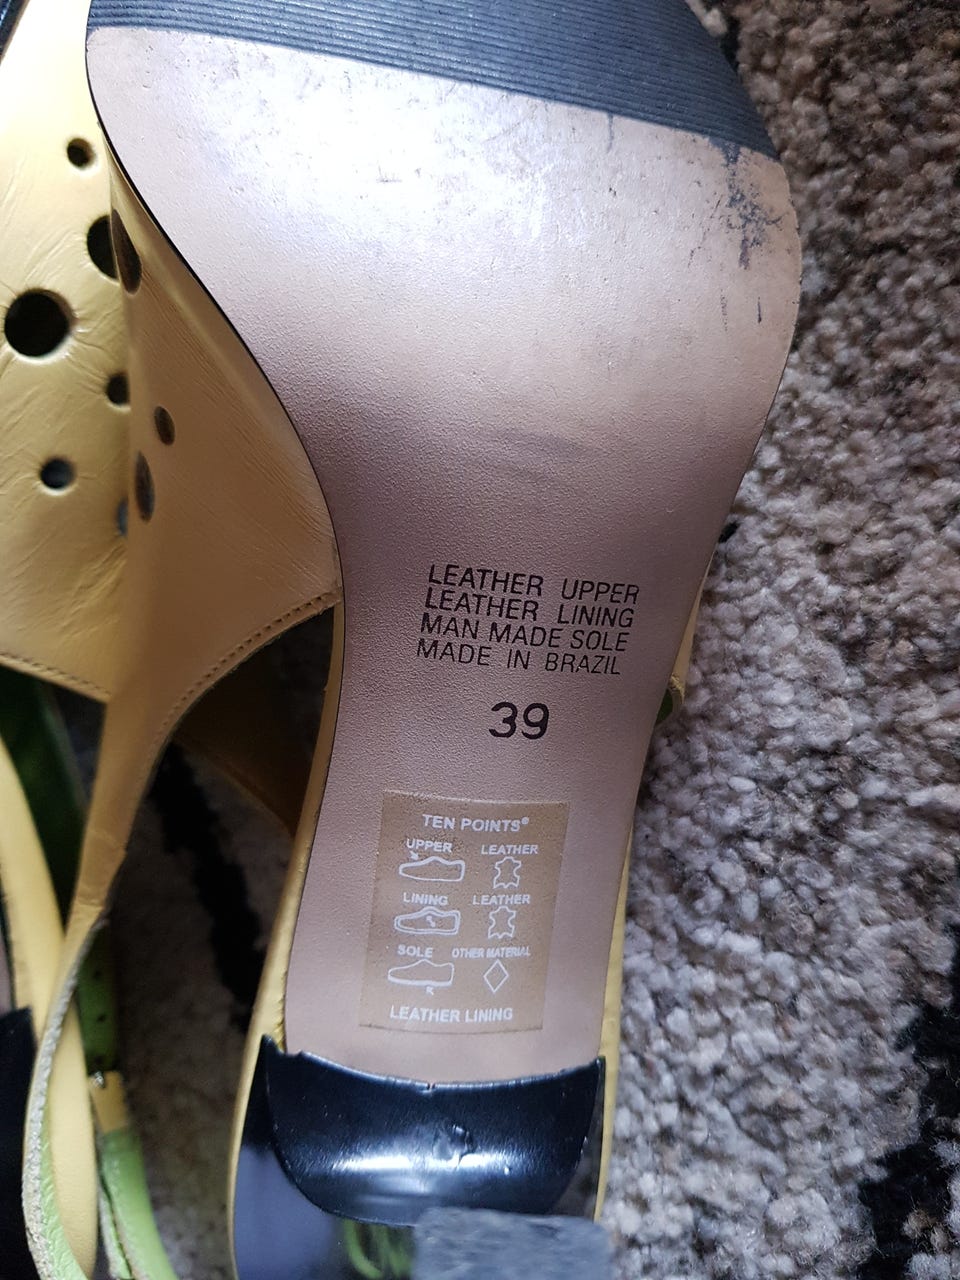 LEATHER UPPER
LEATHER LINING
MAN MADE SOLE
MADE IN BRAZIL
39
TEN POINTS®
UPPER LEATHER
LINING LEATHER
SOLE OTHER MATERIAL
LEATHER LINING